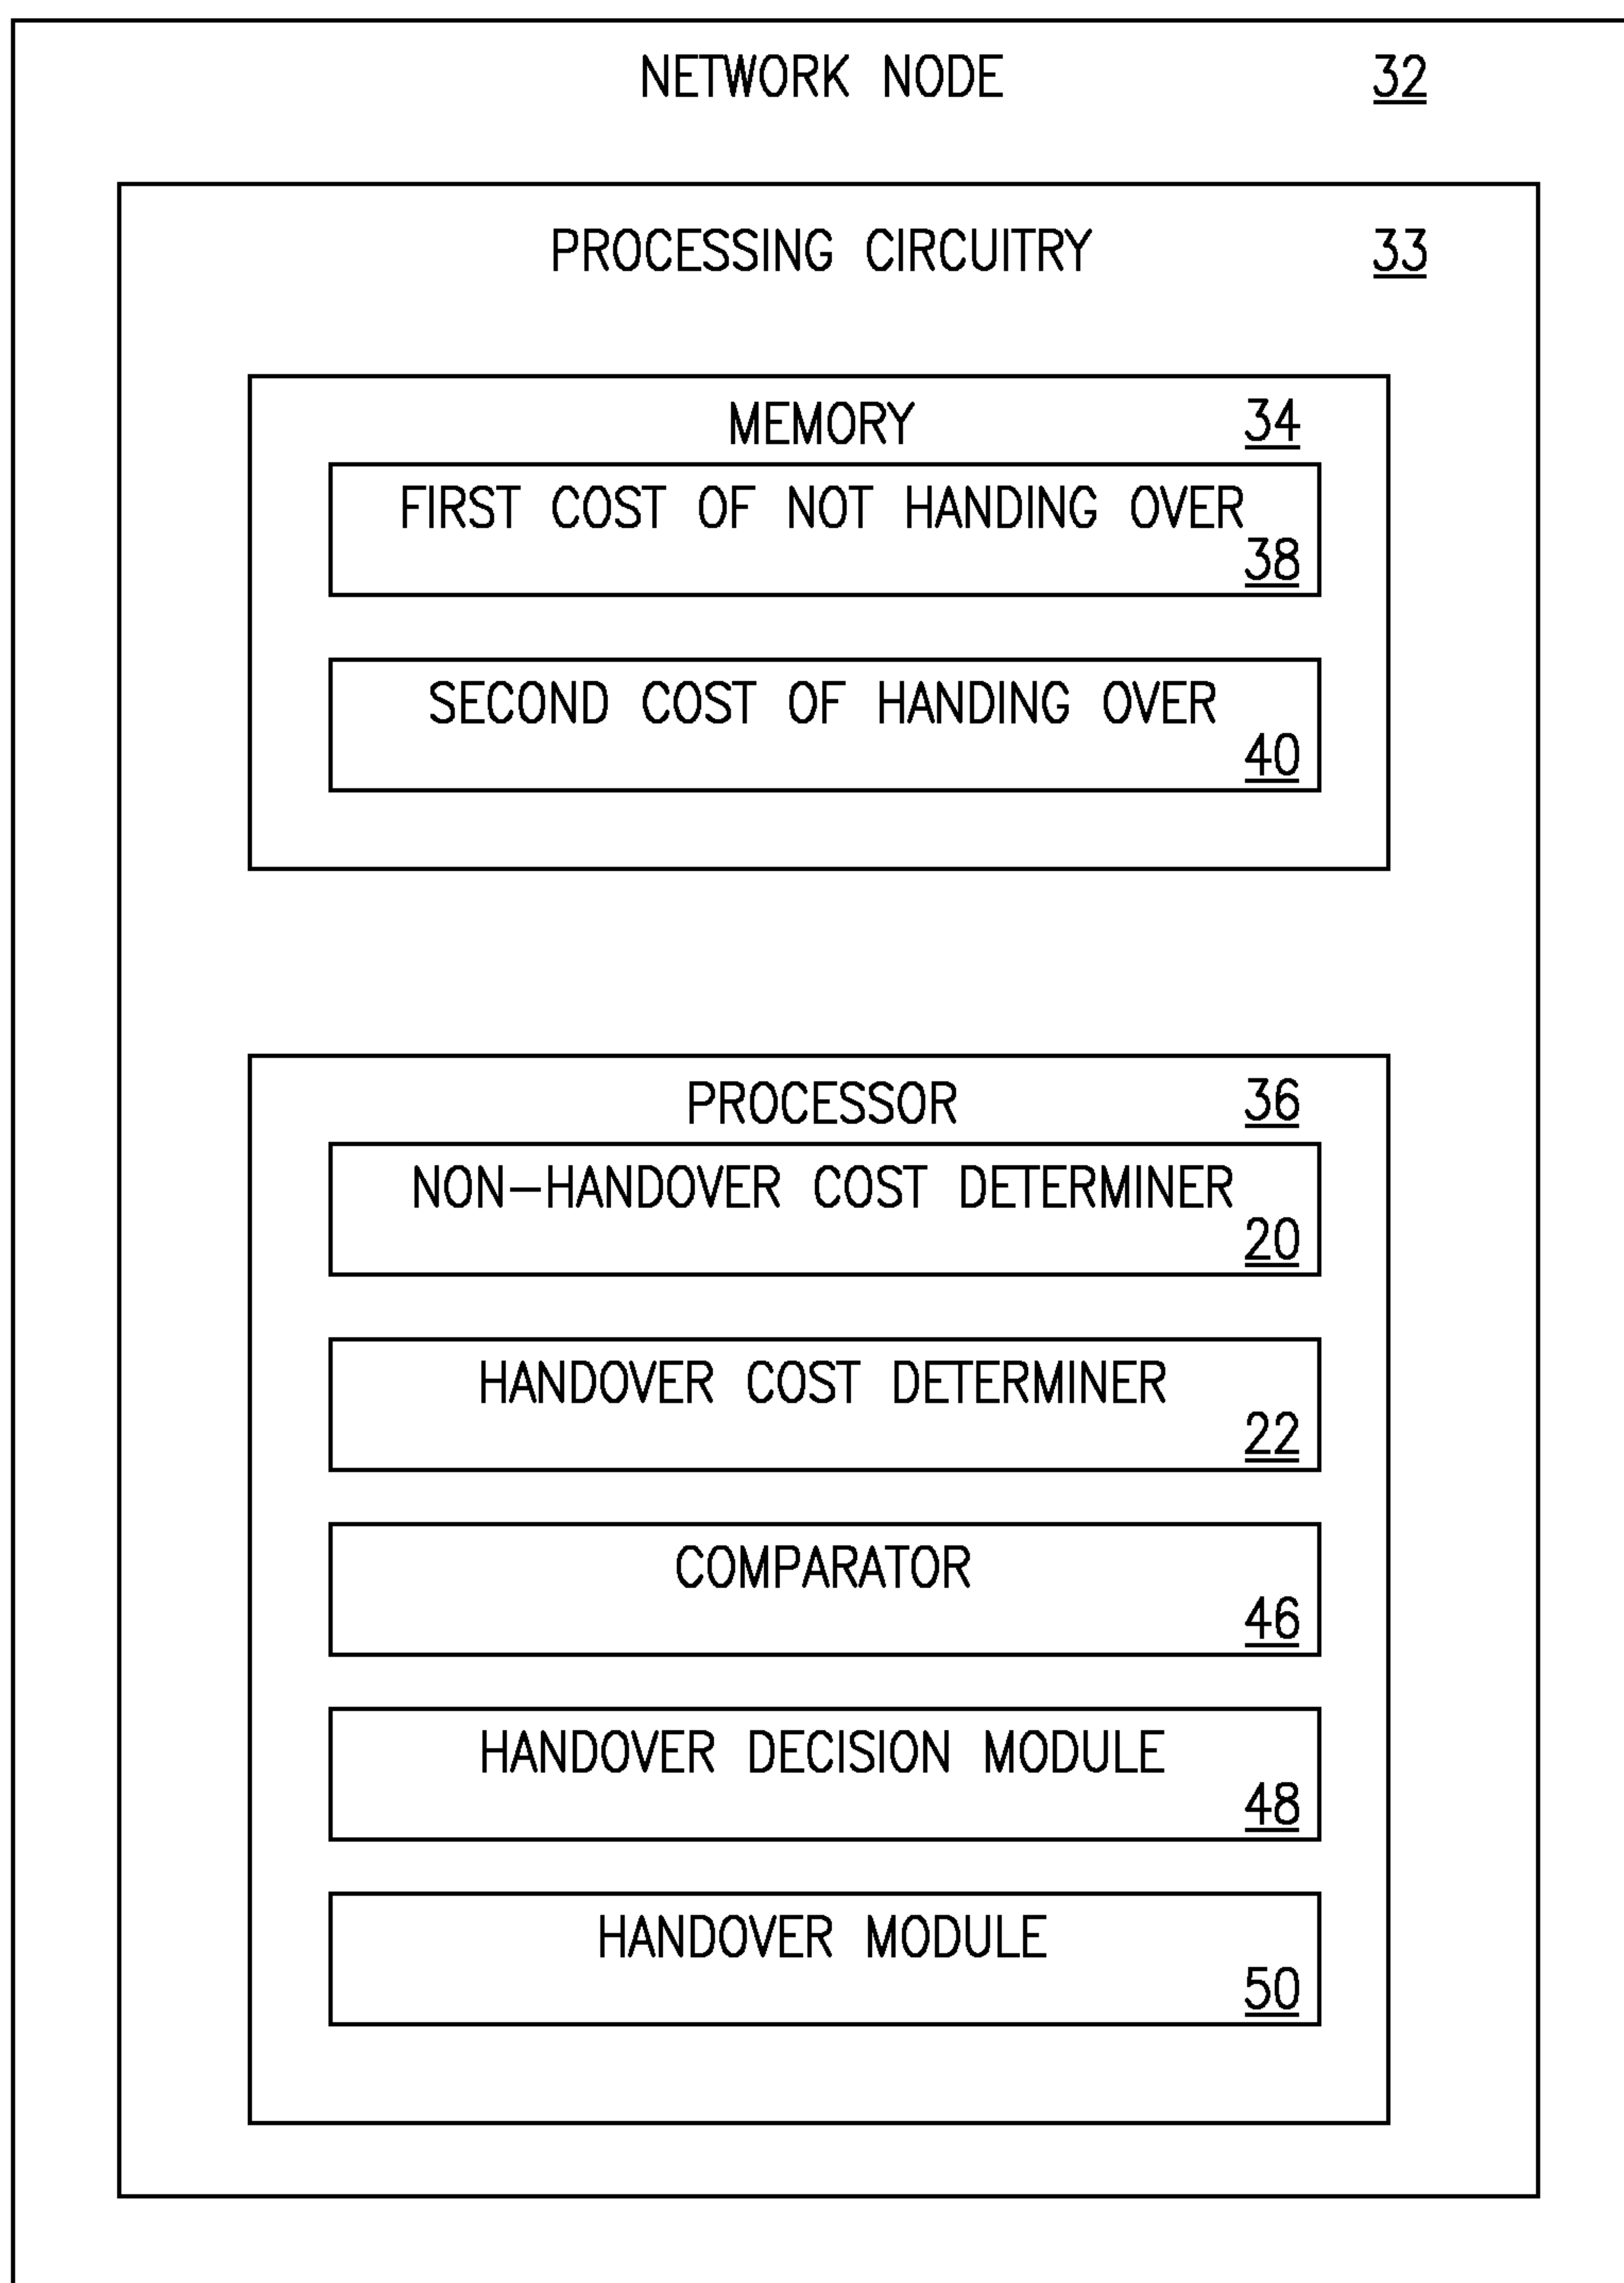 NETWORK NODE 32
PROCESSING CIRCUITRY 33
MEMORY 34
FIRST COST OF NOT HANDING OVER
38
SECOND COST OF HANDING OVER
40
PROCESSOR 36
NON-HANDOVER COST DETERMINER
20
HANDOVER COST DETERMINER
22
COMPARATOR
46
HANDOVER DECISION MODULE
48
HANDOVER MODULE
50